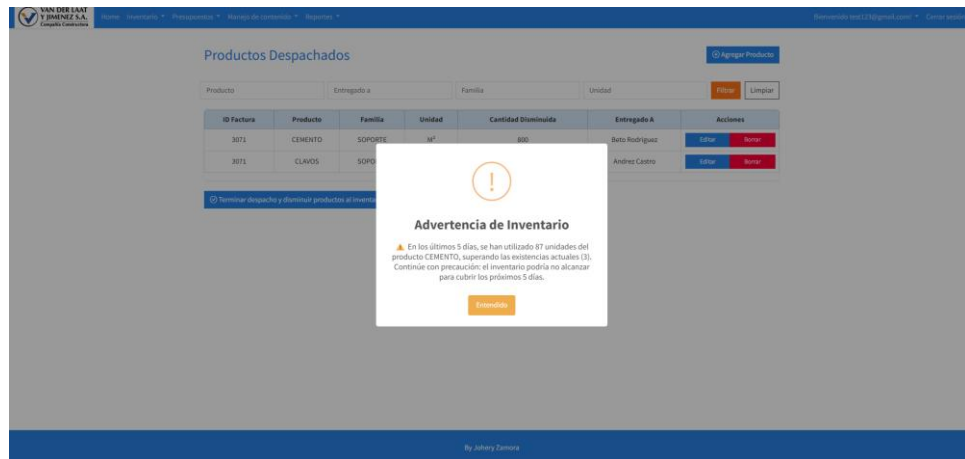 VAN DER LAAT
Y JIMENEZ S.A.
Compañía Constructora
Home Inventario Presupuestos Manejo de contenido Reportes
Bienvenido test123@gmail.com! Cerrar sesión
Productos Despachados
Agregar Producto
Producto Entregado a Familia Unidad Filtrar Limpiar
ID Factura Producto Familia Unidad Cantidad Disminuida Entregado A Acciones
3071 CEMENTO SOPORTE M² 800 Beto Rodriguez Editar Borrar
3071 CLAVOS SOPO Andrez Castro Editar Borrar
Terminar despacho y disminuir productos al inventa
!
Advertencia de Inventario
⚠ En los últimos 5 días, se han utilizado 87 unidades del
producto CEMENTO, superando las existencias actuales (3).
Continúe con precaución: el inventario podría no alcanzar
para cubrir los próximos 5 días.
Entendido
By Johery Zamora